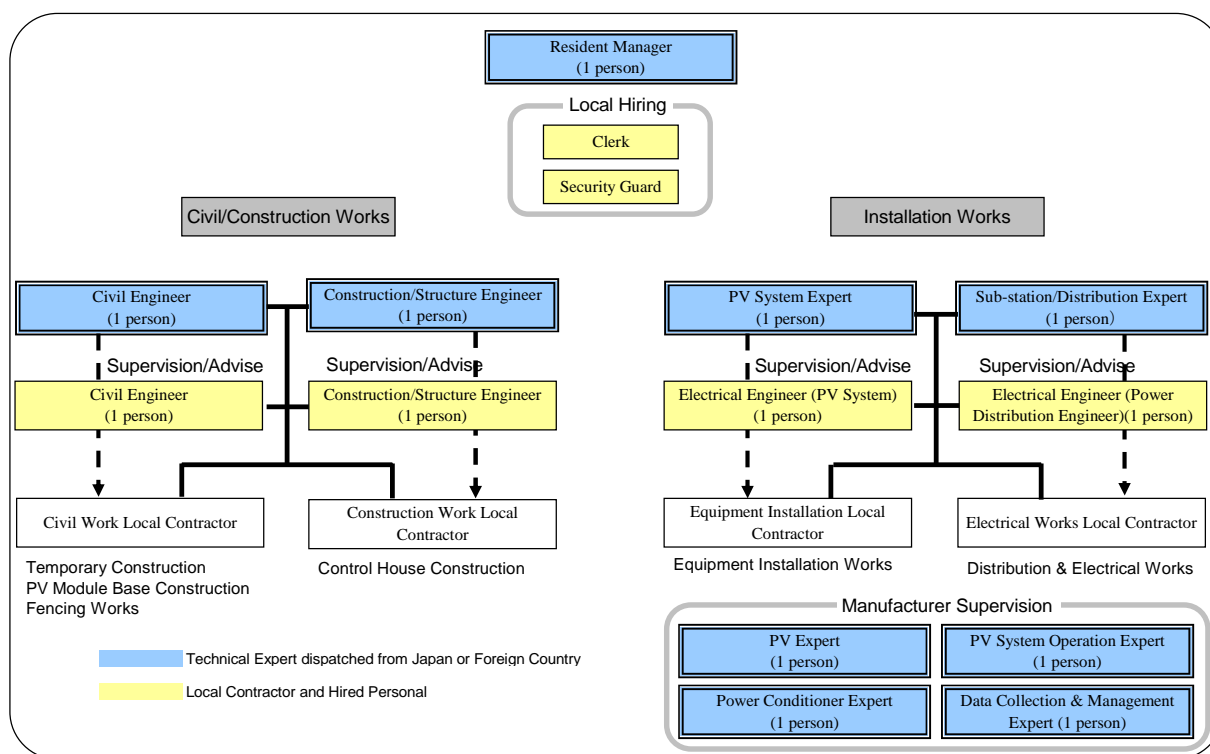 Resident Manager
(1 person)
Local Hiring
Clerk
Security Guard
Civil/Construction Works
Installation Works
Civil Engineer
(1 person)
Construction/Structure Engineer
(1 person)
PV System Expert
(1 person)
Sub-station/Distribution Expert
(1 person）
Supervision/Advise
Supervision/Advise
Supervision/Advise
Supervision/Advise
Civil Engineer
(1 person)
Construction/Structure Engineer
(1 person)
Electrical Engineer (PV System)
(1 person)
Electrical Engineer (Power
Distribution Engineer)(1 person)
Civil Work Local Contractor
Construction Work Local
Contractor
Equipment Installation Local
Contractor
Electrical Works Local Contractor
Temporary Construction
PV Module Base Construction
Fencing Works
Control House Construction
Equipment Installation Works
Distribution & Electrical Works
Manufacturer Supervision
PV Expert
(1 person)
PV System Operation Expert
(1 person)
Power Conditioner Expert
(1 person)
Data Collection & Management
Expert (1 person)
Technical Expert dispatched from Japan or Foreign Country
Local Contractor and Hired Personal